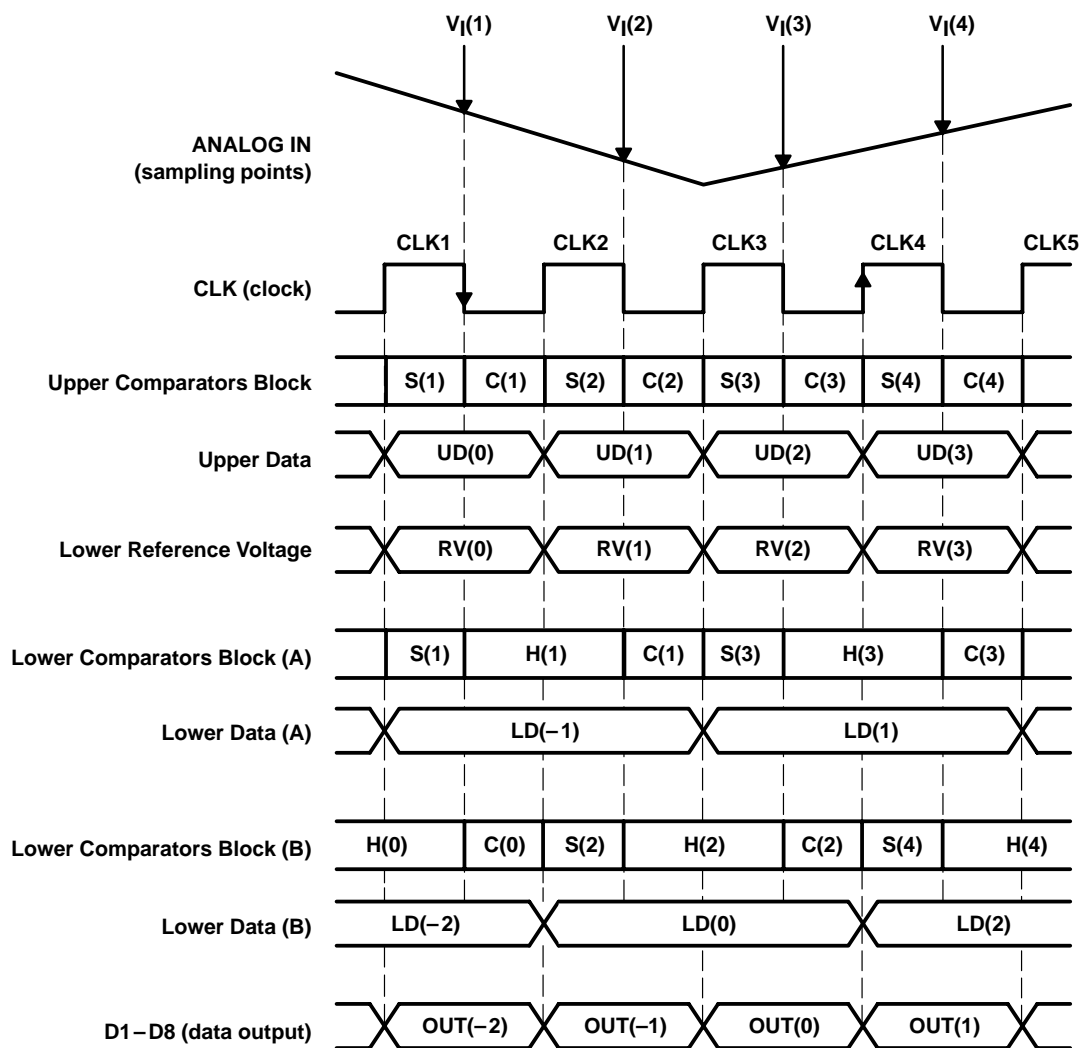 VI(1) VI(2) VI(3) VI(4)
ANALOG IN
(sampling points)
CLK1 CLK2 CLK3 CLK4 CLK5
CLK (clock)
Upper Comparators Block S(1) C(1) S(2) C(2) S(3) C(3) S(4) C(4)
Upper Data UD(0) UD(1) UD(2) UD(3)
Lower Reference Voltage RV(0) RV(1) RV(2) RV(3)
Lower Comparators Block (A) S(1) H(1) C(1) S(3) H(3) C(3)
Lower Data (A) LD(−1) LD(1)
Lower Comparators Block (B) H(0) C(0) S(2) H(2) C(2) S(4) H(4)
Lower Data (B) LD(−2) LD(0) LD(2)
D1−D8 (data output) OUT(−2) OUT(−1) OUT(0) OUT(1)